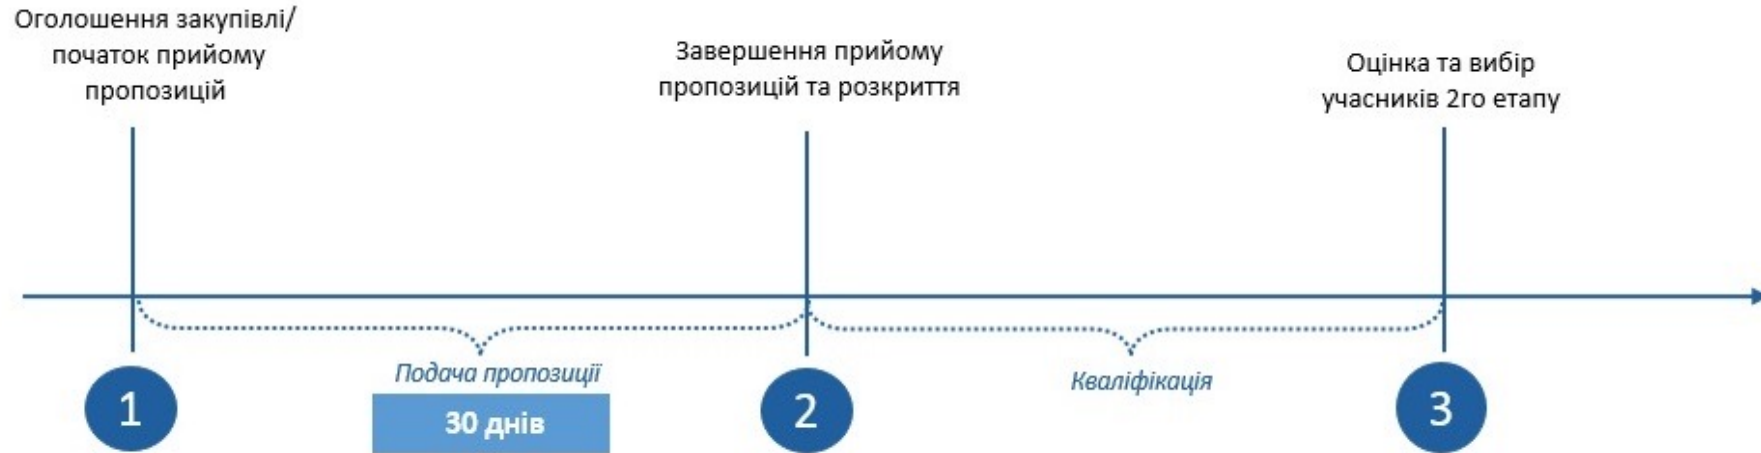 Оголошення закупівлі/
початок прийому
пропозицій
Завершення прийому
пропозицій та розкриття
Оцінка та вибір
учасників 2го етапу
Подача пропозиції
30 днів
Кваліфікація
1
2
3